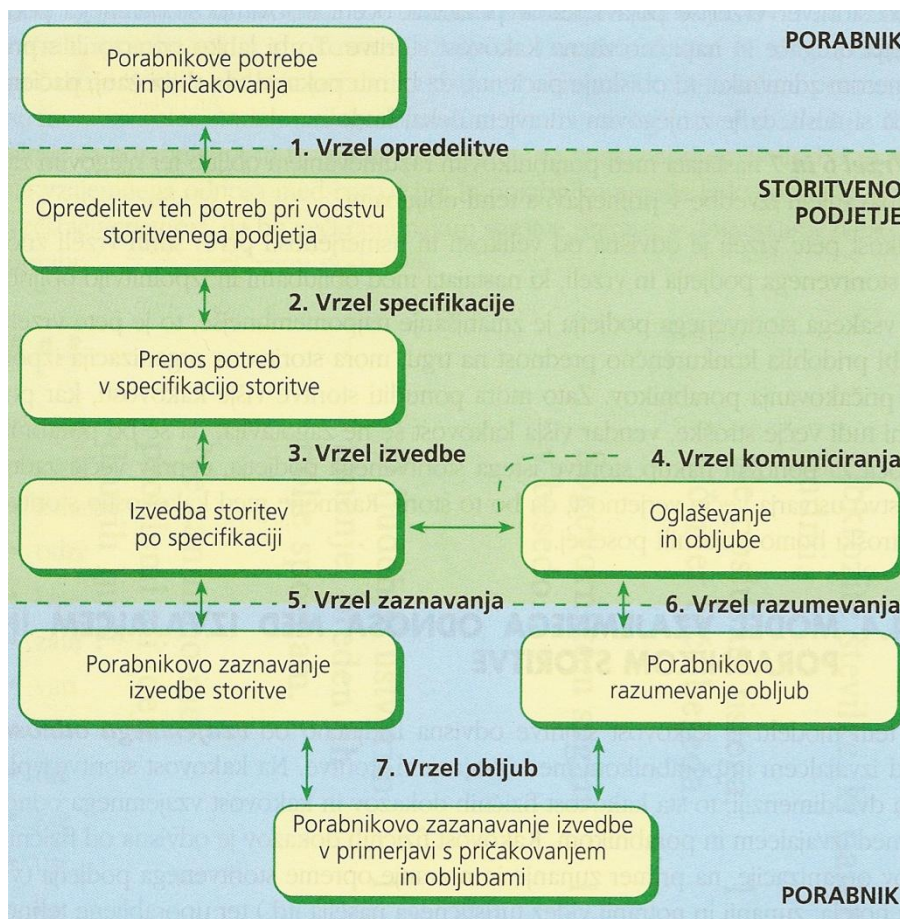 PORABNIK
Porabnikove potrebe
in pričakovanja
1. Vrzel opredelitve
STORITVENO
PODJETJE
Opredelitev teh potreb pri vodstvu
storitvenega podjetja
2. Vrzel specifikacije
Prenos potreb
v specifikacijo storitve
3. Vrzel izvedbe
4. Vrzel komuniciranja
Izvedba storitev
po specifikaciji
Oglaševanje
in obljube
5. Vrzel zaznavanja
6. Vrzel razumevanja
Porabnikovo zaznavanje
izvedbe storitve
Porabnikovo
razumevanje obljub
7. Vrzel obljub
Porabnikovo zazanavanje izvedbe
v primerjavi s pričakovanjem
in obljubami
PORABNIK